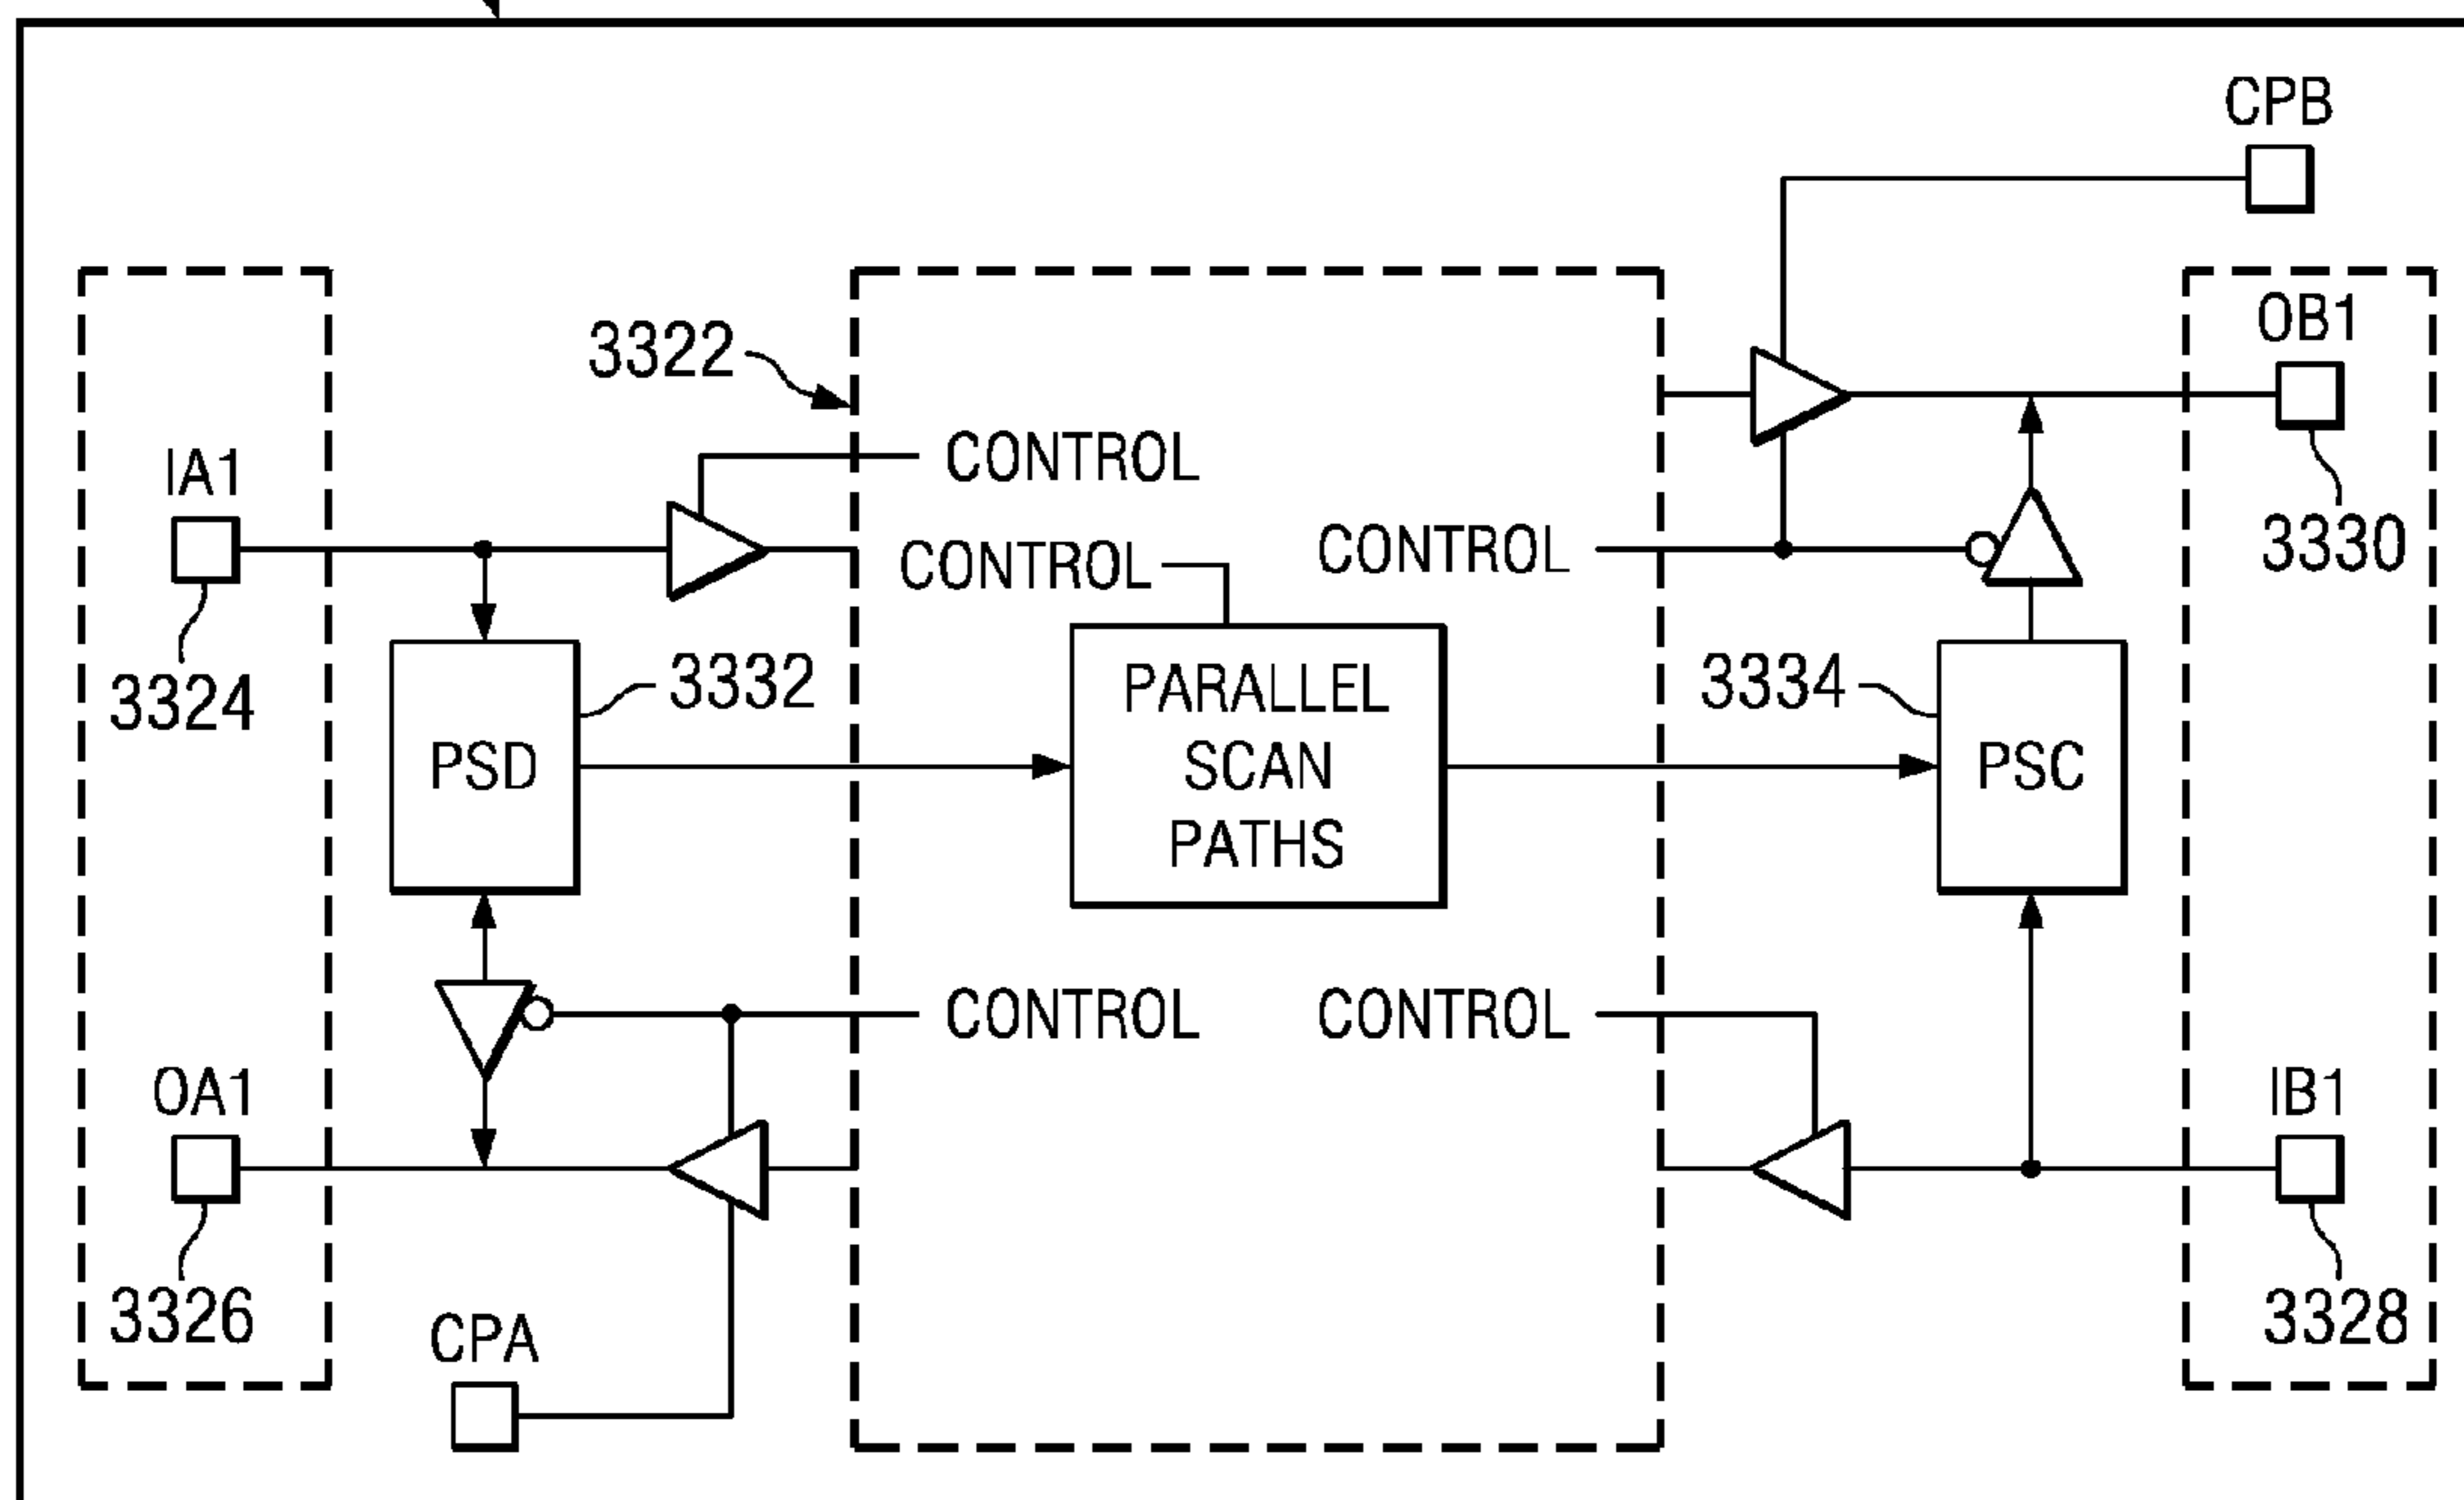 CPB
OB1
3322
CONTROL
IA1
CONTROL
CONTROL
3330
3324
3332
PARALLEL
SCAN
PATHS
3334
PSD
PSC
CONTROL
CONTROL
OA1
IB1
3326
CPA
3328